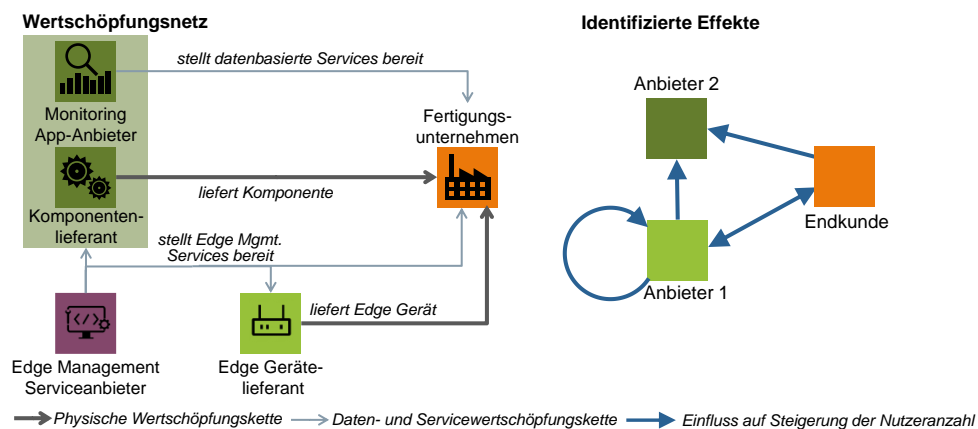 Wertschöpfungsnetz
Identifizierte Effekte
stellt datenbasierte Services bereit
Monitoring
App-Anbieter
Fertigungs-
unternehmen
liefert Komponente
Komponenten-
lieferant
stellt Edge Mgmt.
Services bereit
liefert Edge Gerät
Edge Management
Serviceanbieter
Edge Geräte-
lieferant
Anbieter 2
Endkunde
Anbieter 1
Physische Wertschöpfungskette
Daten- und Servicewertschöpfungskette
Einfluss auf Steigerung der Nutzeranzahl